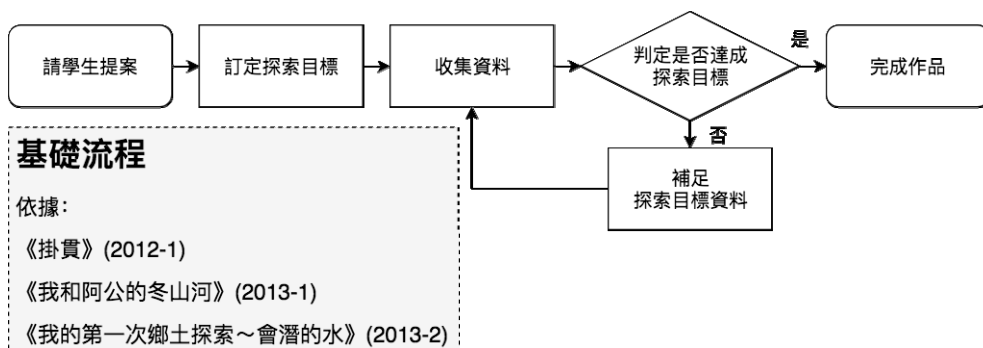 請學生提案
訂定探索目標
收集資料
判定是否達成
探索目標
是
完成作品
否
補足
探索目標資料
基礎流程
依據：
《掛貫》(2012-1)
《我和阿公的冬山河》(2013-1)
《我的第一次鄉土探索～會潛的水》(2013-2)